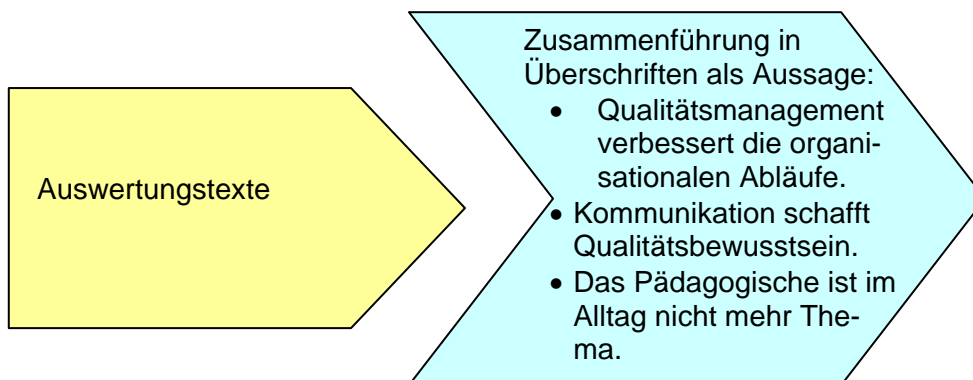 Auswertungstexte
Zusammenführung in
Überschriften als Aussage:
• Qualitätsmanagement
verbessert die organi-
sationalen Abläufe.
• Kommunikation schafft
Qualitätsbewusstsein.
• Das Pädagogische ist im
Alltag nicht mehr The-
ma.